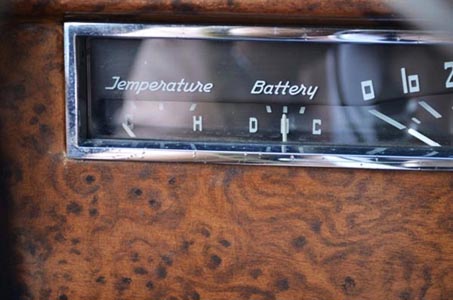 Temperature Battery 0 10 2
C H D C